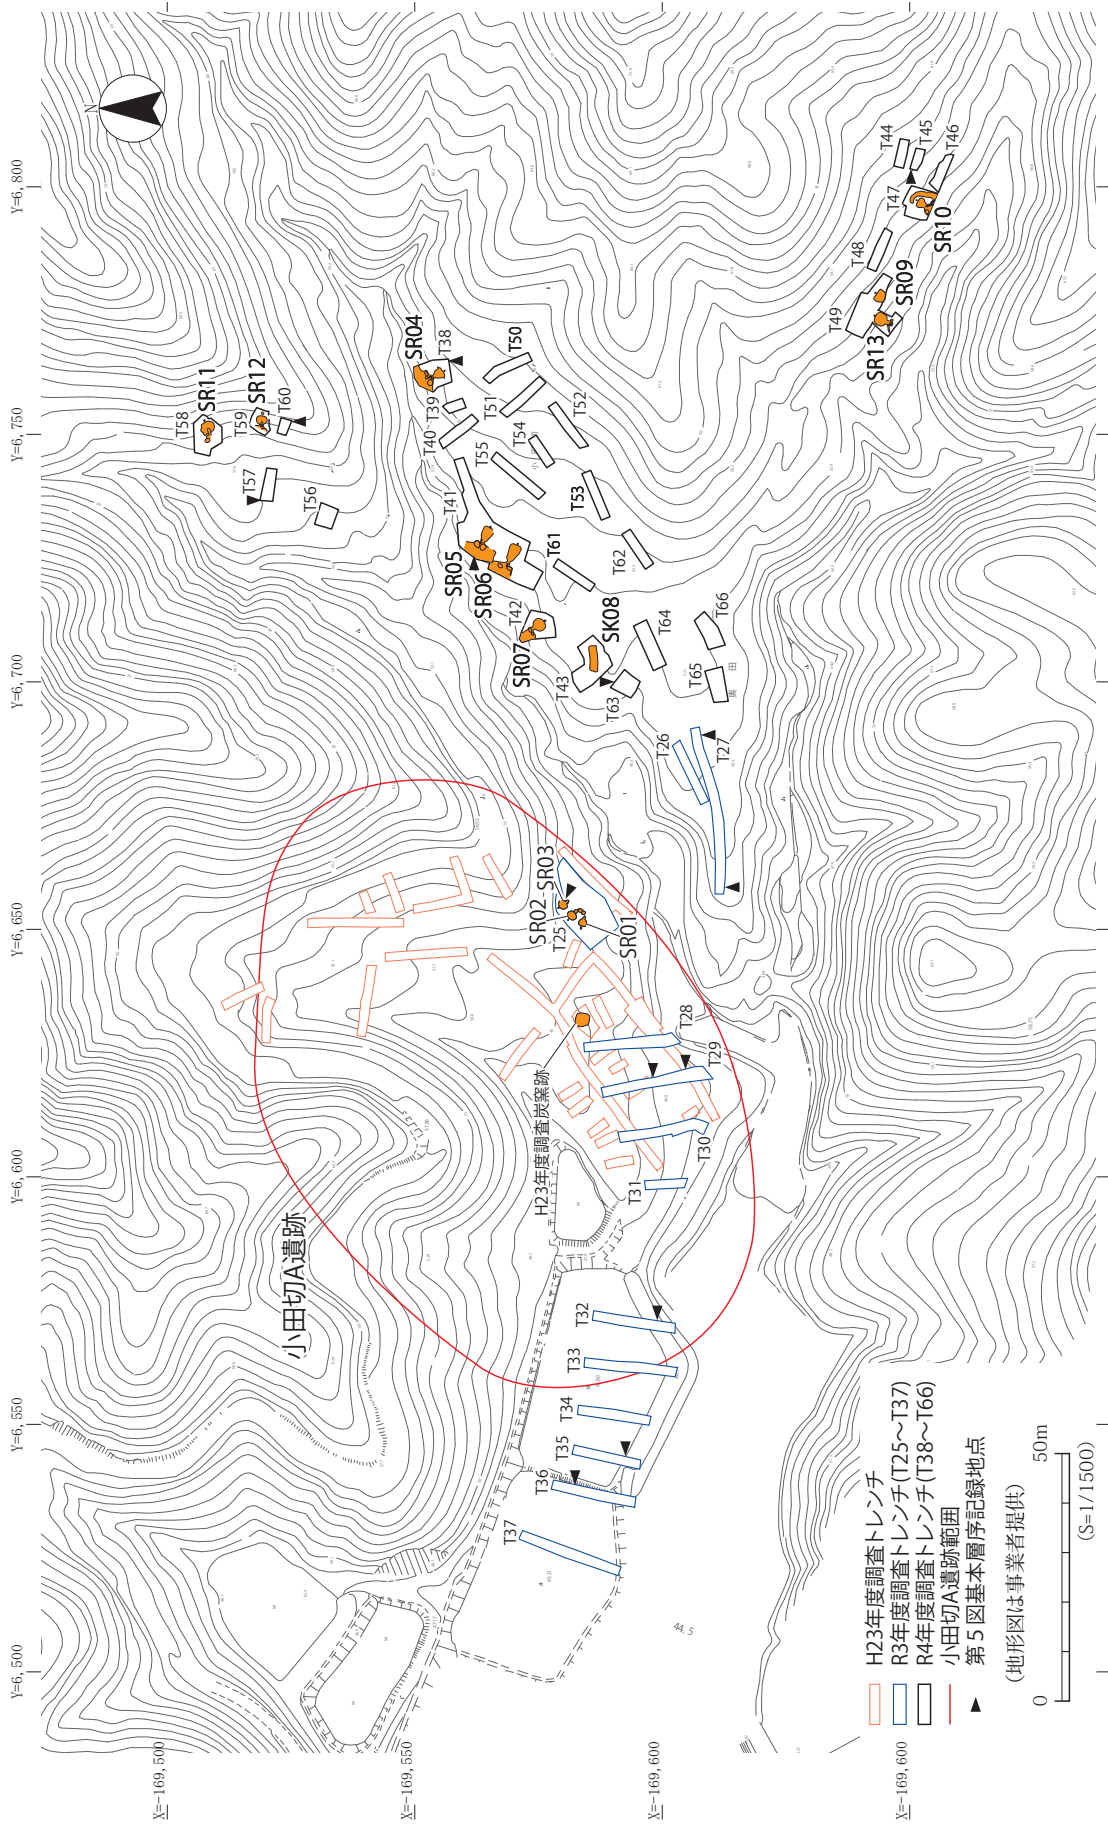 N
Y=6,800
Y=6,750
Y=6,700
Y=6,650
Y=6,600
Y=6,550
Y=6,500
X=-169,500
X=-169,550
X=-169,600
X=-169,600
小田切A遺跡
H23年度調査炭窯跡
SR11
T58
SR12
T59
T60
T57
T56
SR04
T38
T39
T40
T41
T50
T51
T52
T54
T55
T53
SR05
SR06
T61
T62
T42
SR07
SK08
T43
T63
T64
T65
T66
奥田
T44
T45
T46
T47
SR10
T48
SR09
T49
SR13
T26
T27
SR03
SR02
T25
SR01
T28
T29
T30
T31
T32
T33
T34
T35
T36
T37
44.5
H23年度調査トレンチ
R3年度調査トレンチ(T25～T37)
R4年度調査トレンチ(T38～T66)
小田切A遺跡範囲
第5図基本層序記録地点
(地形図は事業者提供)
0 50m
(S=1/1500)